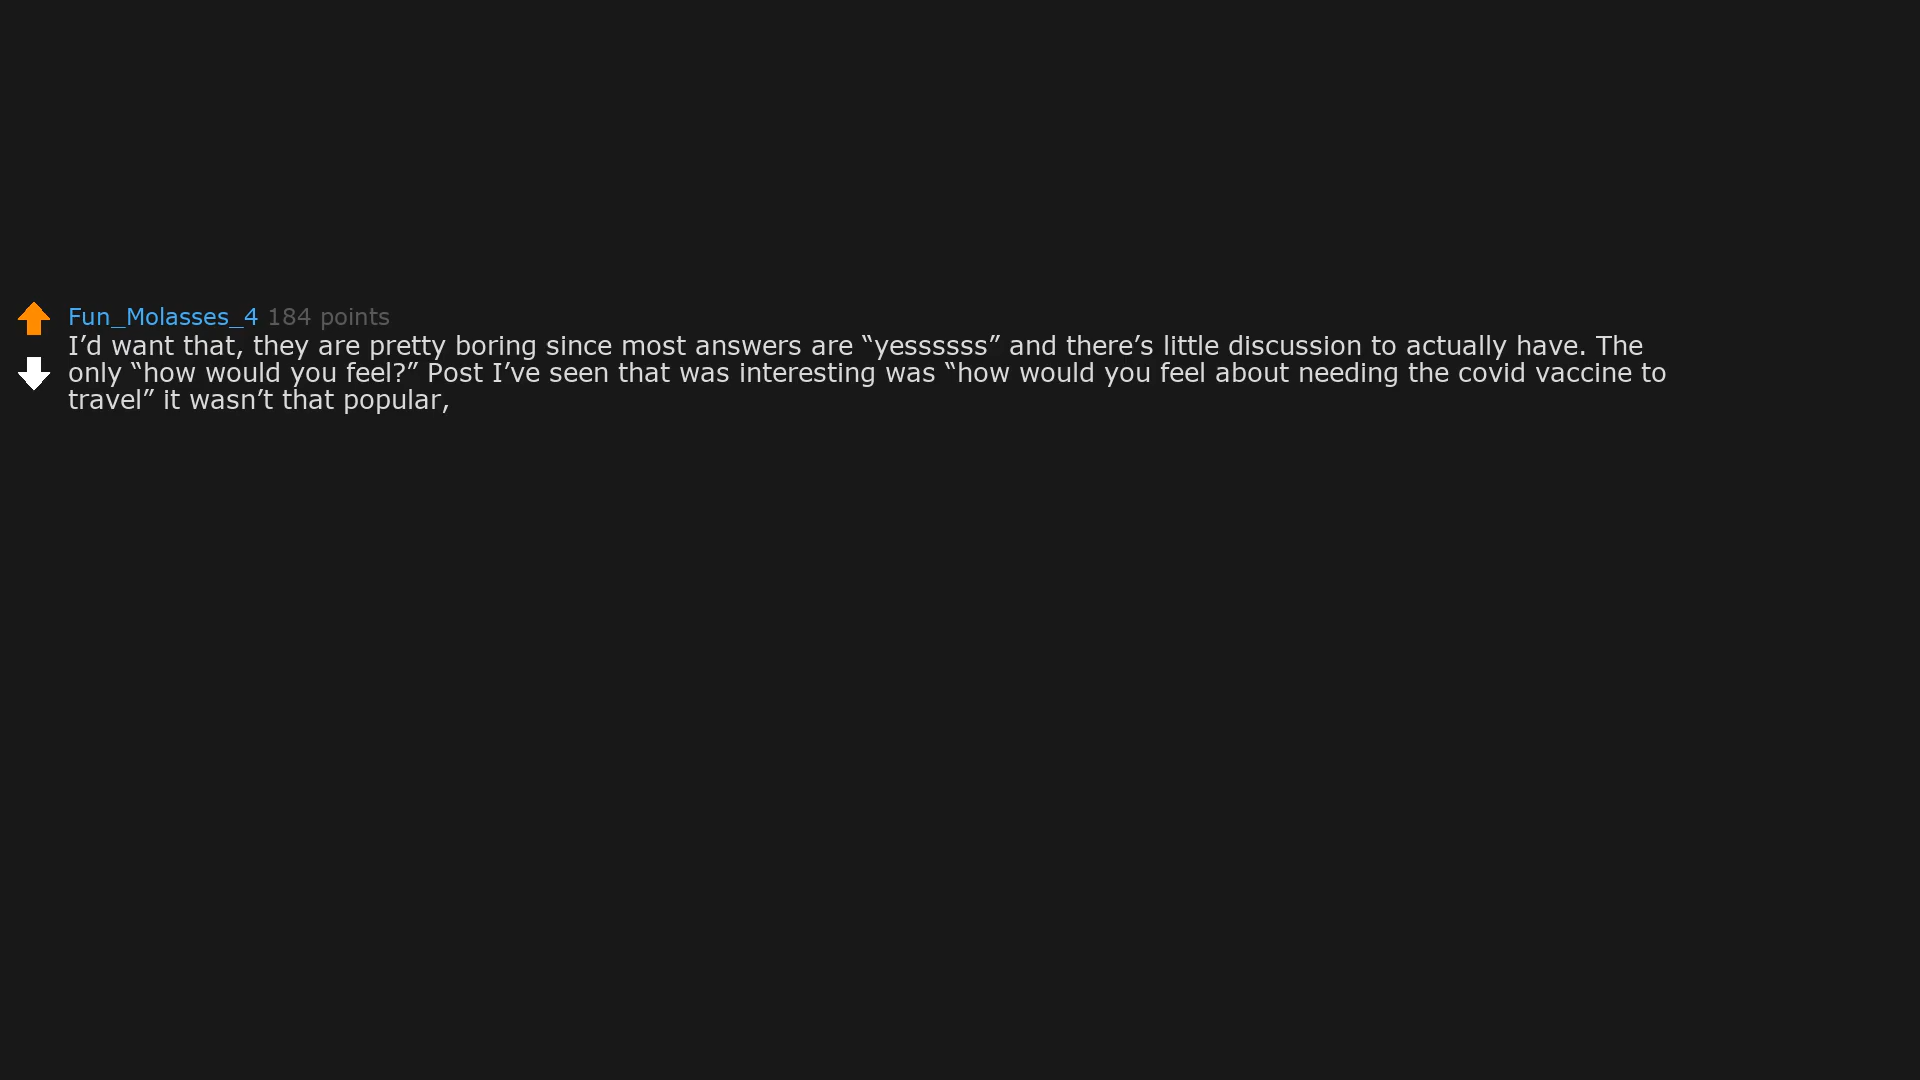 Fun_Molasses_4 184 points
I’d want that, they are pretty boring since most answers are “yessssss” and there’s little discussion to actually have. The
only “how would you feel?” Post I’ve seen that was interesting was “how would you feel about needing the covid vaccine to
travel” it wasn’t that popular,